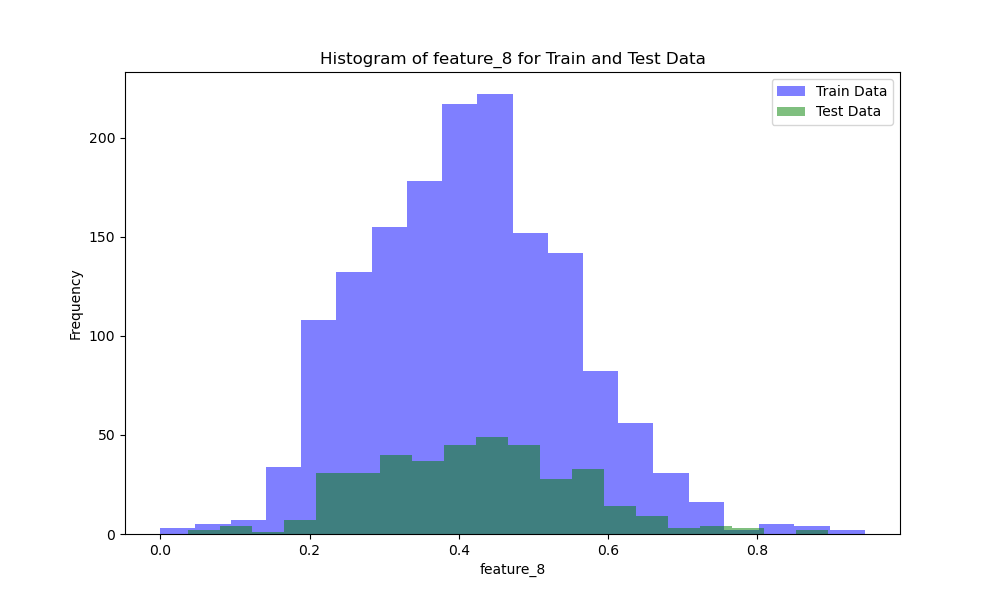 Histogram of feature_8 for Train and Test Data
Train Data
Test Data
Frequency
200
150
100
50
0
0.0 0.2 0.4 0.6 0.8
feature_8